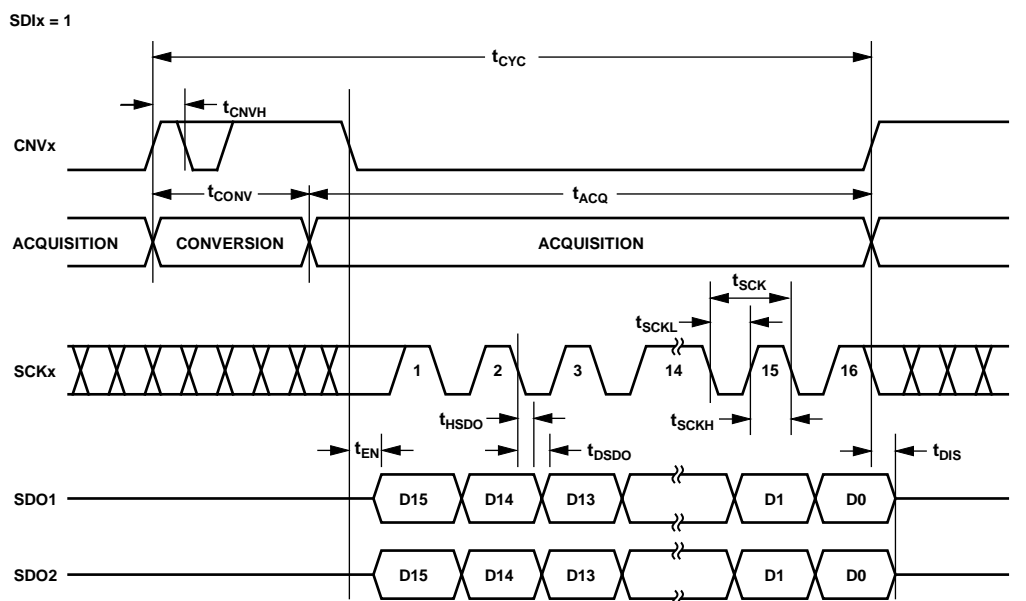 SDIx = 1
tCYC
tCNVH
CNVx
tCONV
tACQ
ACQUISITION
CONVERSION
ACQUISITION
tSCK
tSCKL
SCKx
1
2
3
14
15
16
tHSDO
tSCKH
tEN
tDSDO
tDIS
SDO1
D15
D14
D13
D1
D0
SDO2
D15
D14
D13
D1
D0